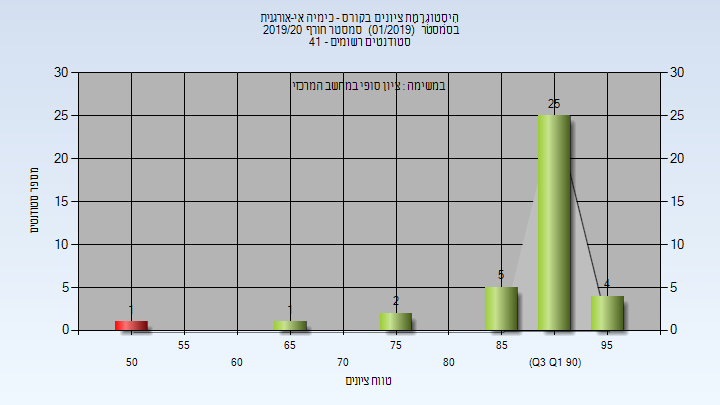 היסטוגרמת ציונים בקורס - כימיה אי-אורגנית
בסמסטר (01/2019) סמסטר חורף 2019/20
סטודנטים רשומים - 41
במשימה : ציון סופי במחשב המרכזי
מספר סטודנטים
30 30
25 25
20 20
15 15
10 10
5 5
0 0
1 1 2 5 25 4
55 65 75 85 95
50 60 70 80 (Q3 Q1 90)
טווח ציונים